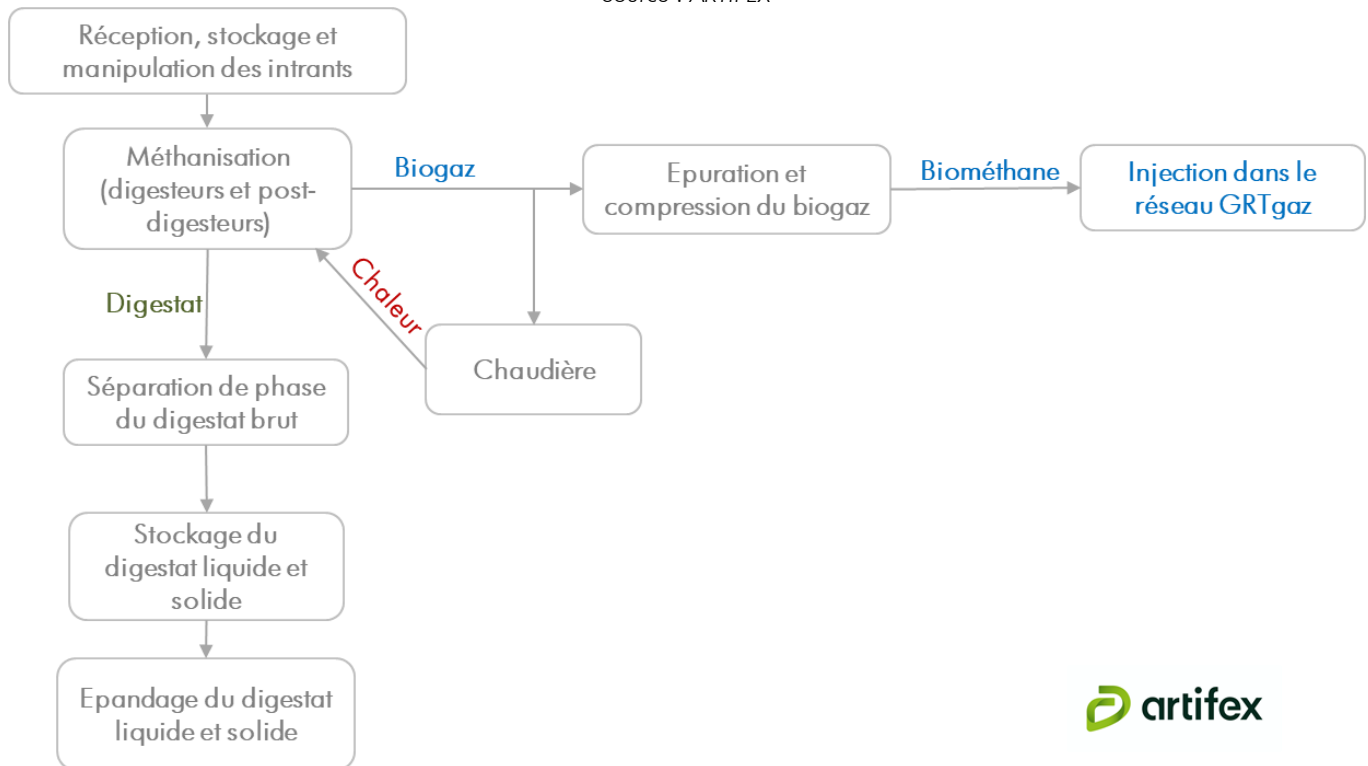 Source : ARTIFEX
Réception, stockage et
manipulation des intrants
Méthanisation
(digesteurs et post-
digesteurs)
Biogaz
Epuration et
compression du biogaz
Biométhane
Injection dans le
réseau GRTgaz
Chaleur
Digestat
Chaudière
Séparation de phase
du digestat brut
Stockage du
digestat liquide et
solide
Epandage du digestat
liquide et solide
artifex